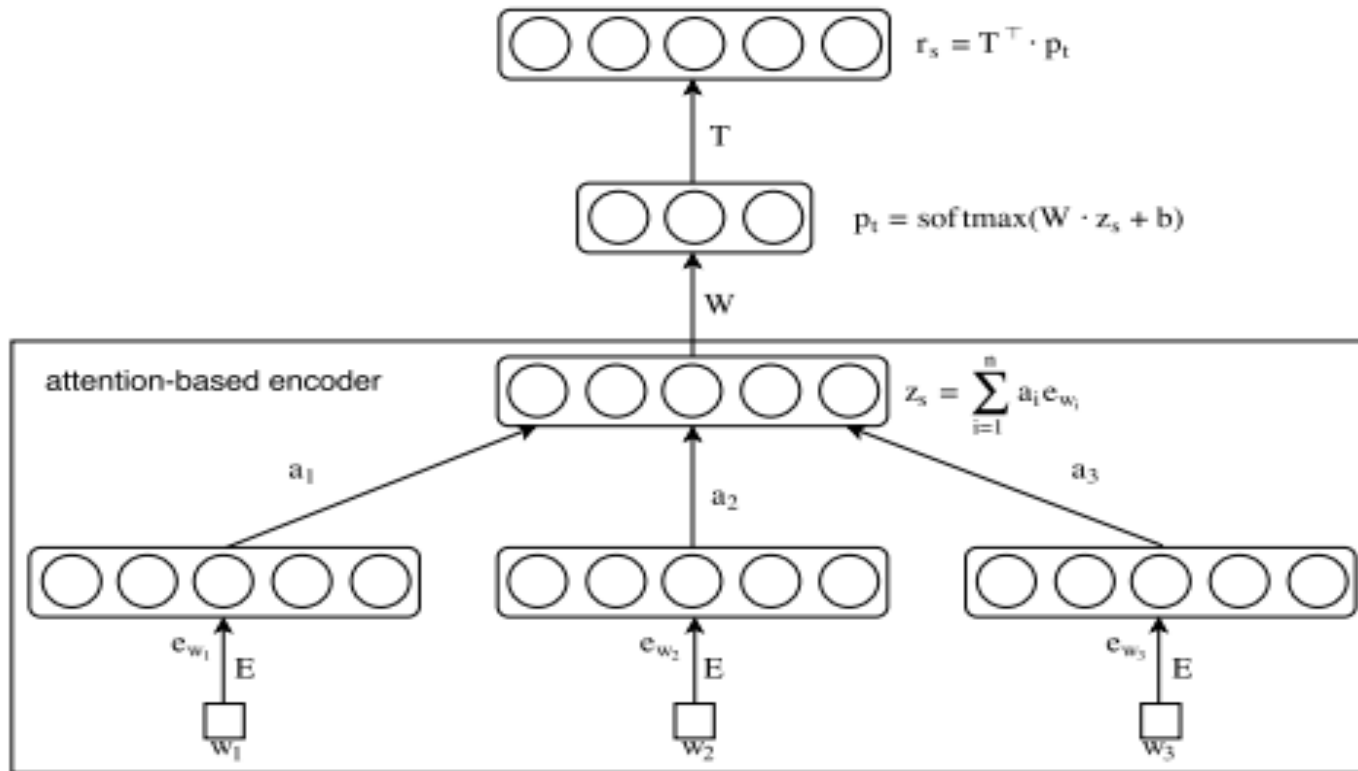 r_s = T^⊤ · p_t
T
p_t = softmax(W · z_s + b)
W
attention-based encoder
z_s = ∑_{i=1}^{n} a_i e_{w_i}
a_1
a_2
a_3
e_{w_1} E
e_{w_2} E
e_{w_3} E
w_1
w_2
w_3